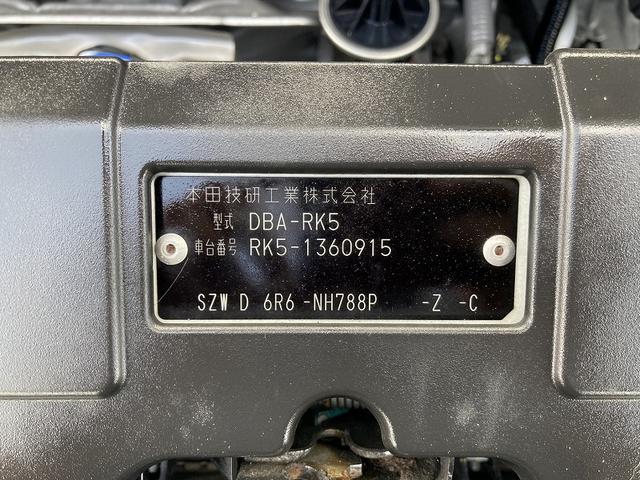 本田技研工業株式会社
型式 DBA-RK5
車台番号 RK5-1360915
SZW D 6R6 -NH788P -Z -C